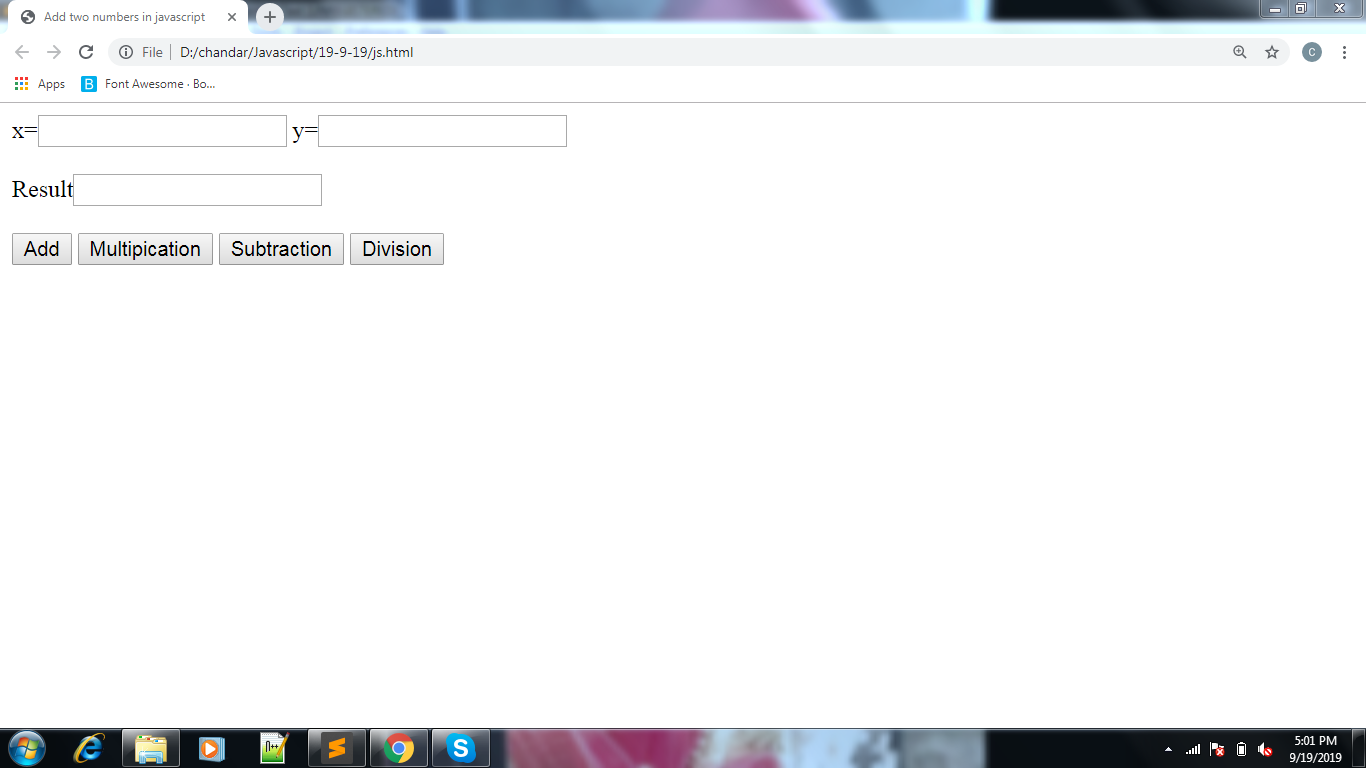 Add two numbers in javascript
File D:/chandar/Javascript/19-9-19/js.html
C
Apps B Font Awesome · Bo...
x= y=
Result
Add Multipication Subtraction Division
5:01 PM
9/19/2019